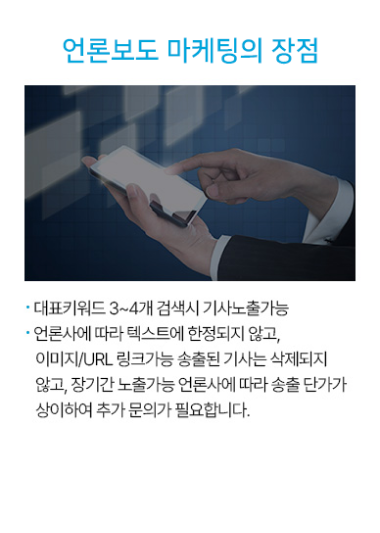 언론보도 마케팅의 장점
· 대표키워드 3~4개 검색시 기사노출가능
· 언론사에 따라 텍스트에 한정되지 않고,
이미지/URL 링크가능 송출된 기사는 삭제되지
않고, 장기간 노출가능 언론사에 따라 송출 단가가
상이하여 추가 문의가 필요합니다.